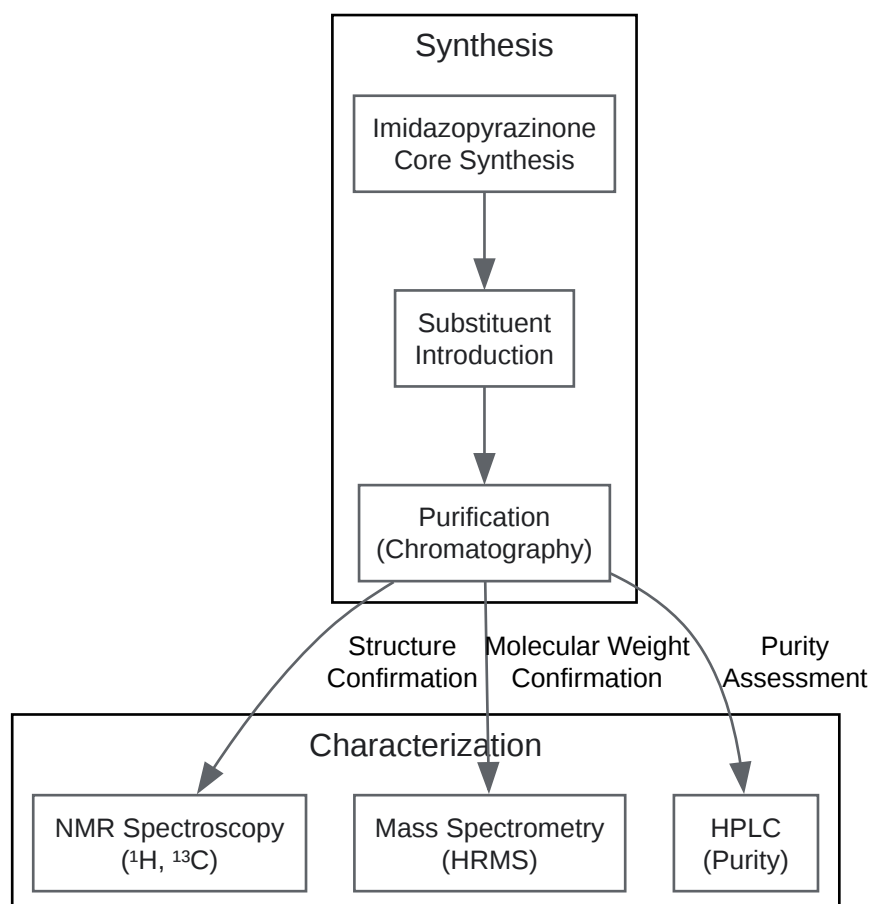 Synthesis
Imidazopyrazinone
Core Synthesis
Substituent
Introduction
Purification
(Chromatography)
Structure
Confirmation
Molecular Weight
Confirmation
Purity
Assessment
Characterization
NMR Spectroscopy
(¹H, ¹³C)
Mass Spectrometry
(HRMS)
HPLC
(Purity)